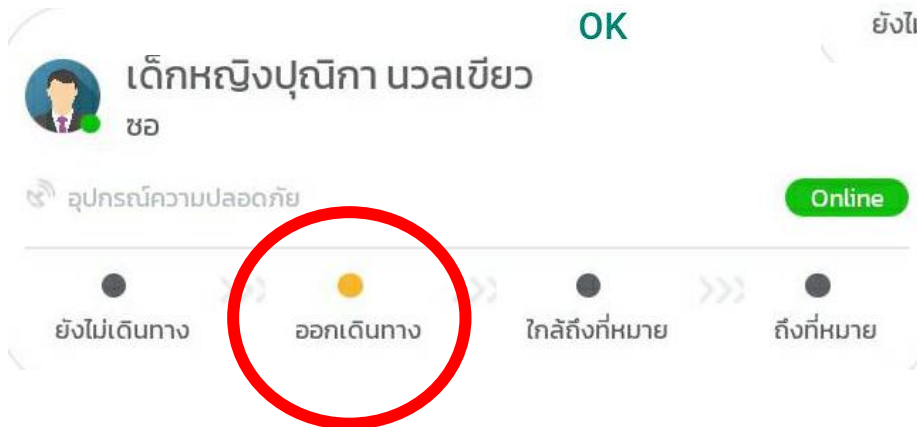 OK
เด็กหญิงปุณิกา นวลเขียว
ซอ
อุปกรณ์ความปลอดภัย
Online
ยังไม่เดินทาง
ออกเดินทาง
ใกล้ถึงที่หมาย
ถึงที่หมาย